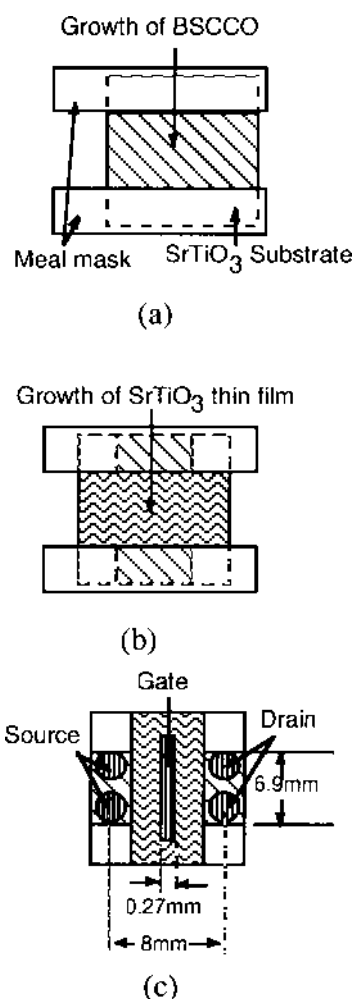 Growth of BSCCO
Meal mask
SrTiO3 Substrate
(a)
Growth of SrTiO3 thin film
(b)
Gate
Source
Drain
6.9mm
0.27mm
8mm
(c)